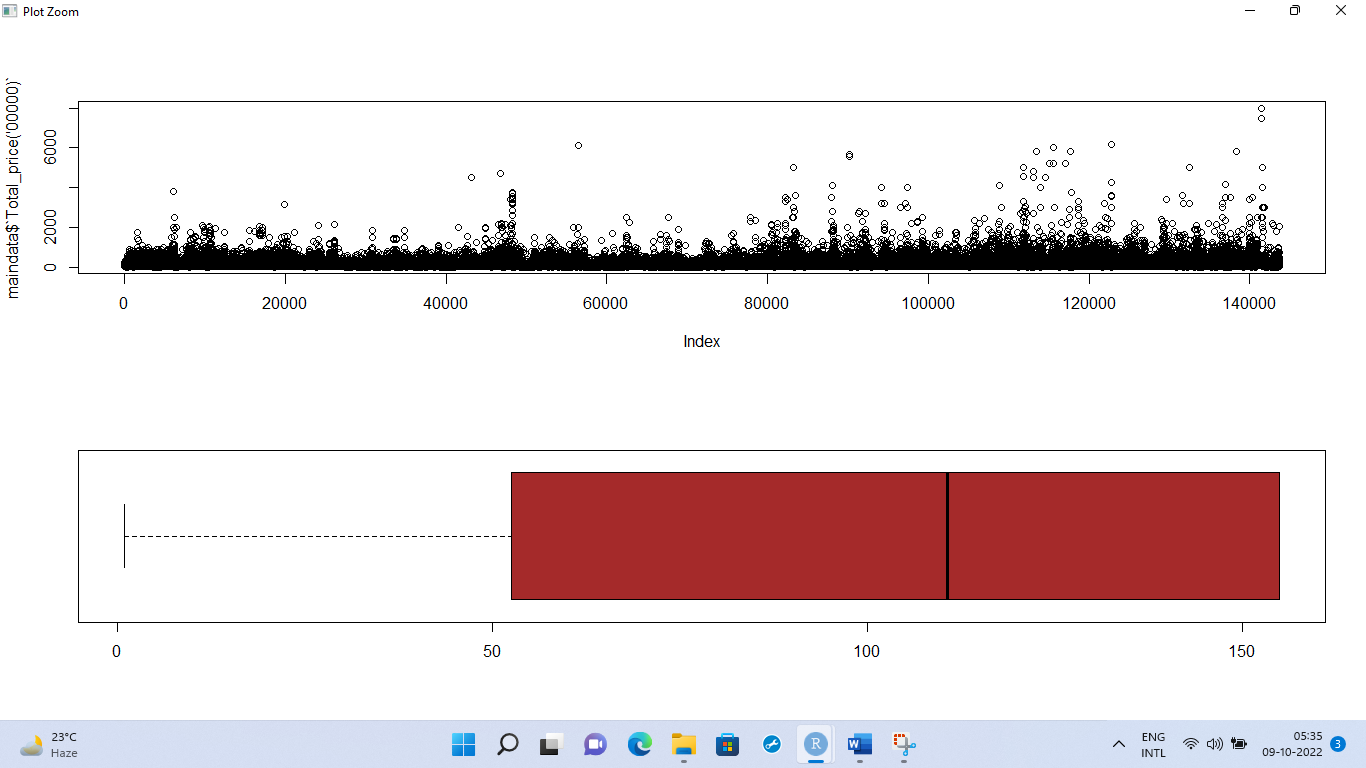 Plot Zoom
maindata$`Total_price('00000)`
6000
2000
0
0 20000 40000 60000 80000 100000 120000 140000
Index
0 50 100 150
23°C
Haze
R
W
ENG
INTL
05:35
09-10-2022
3